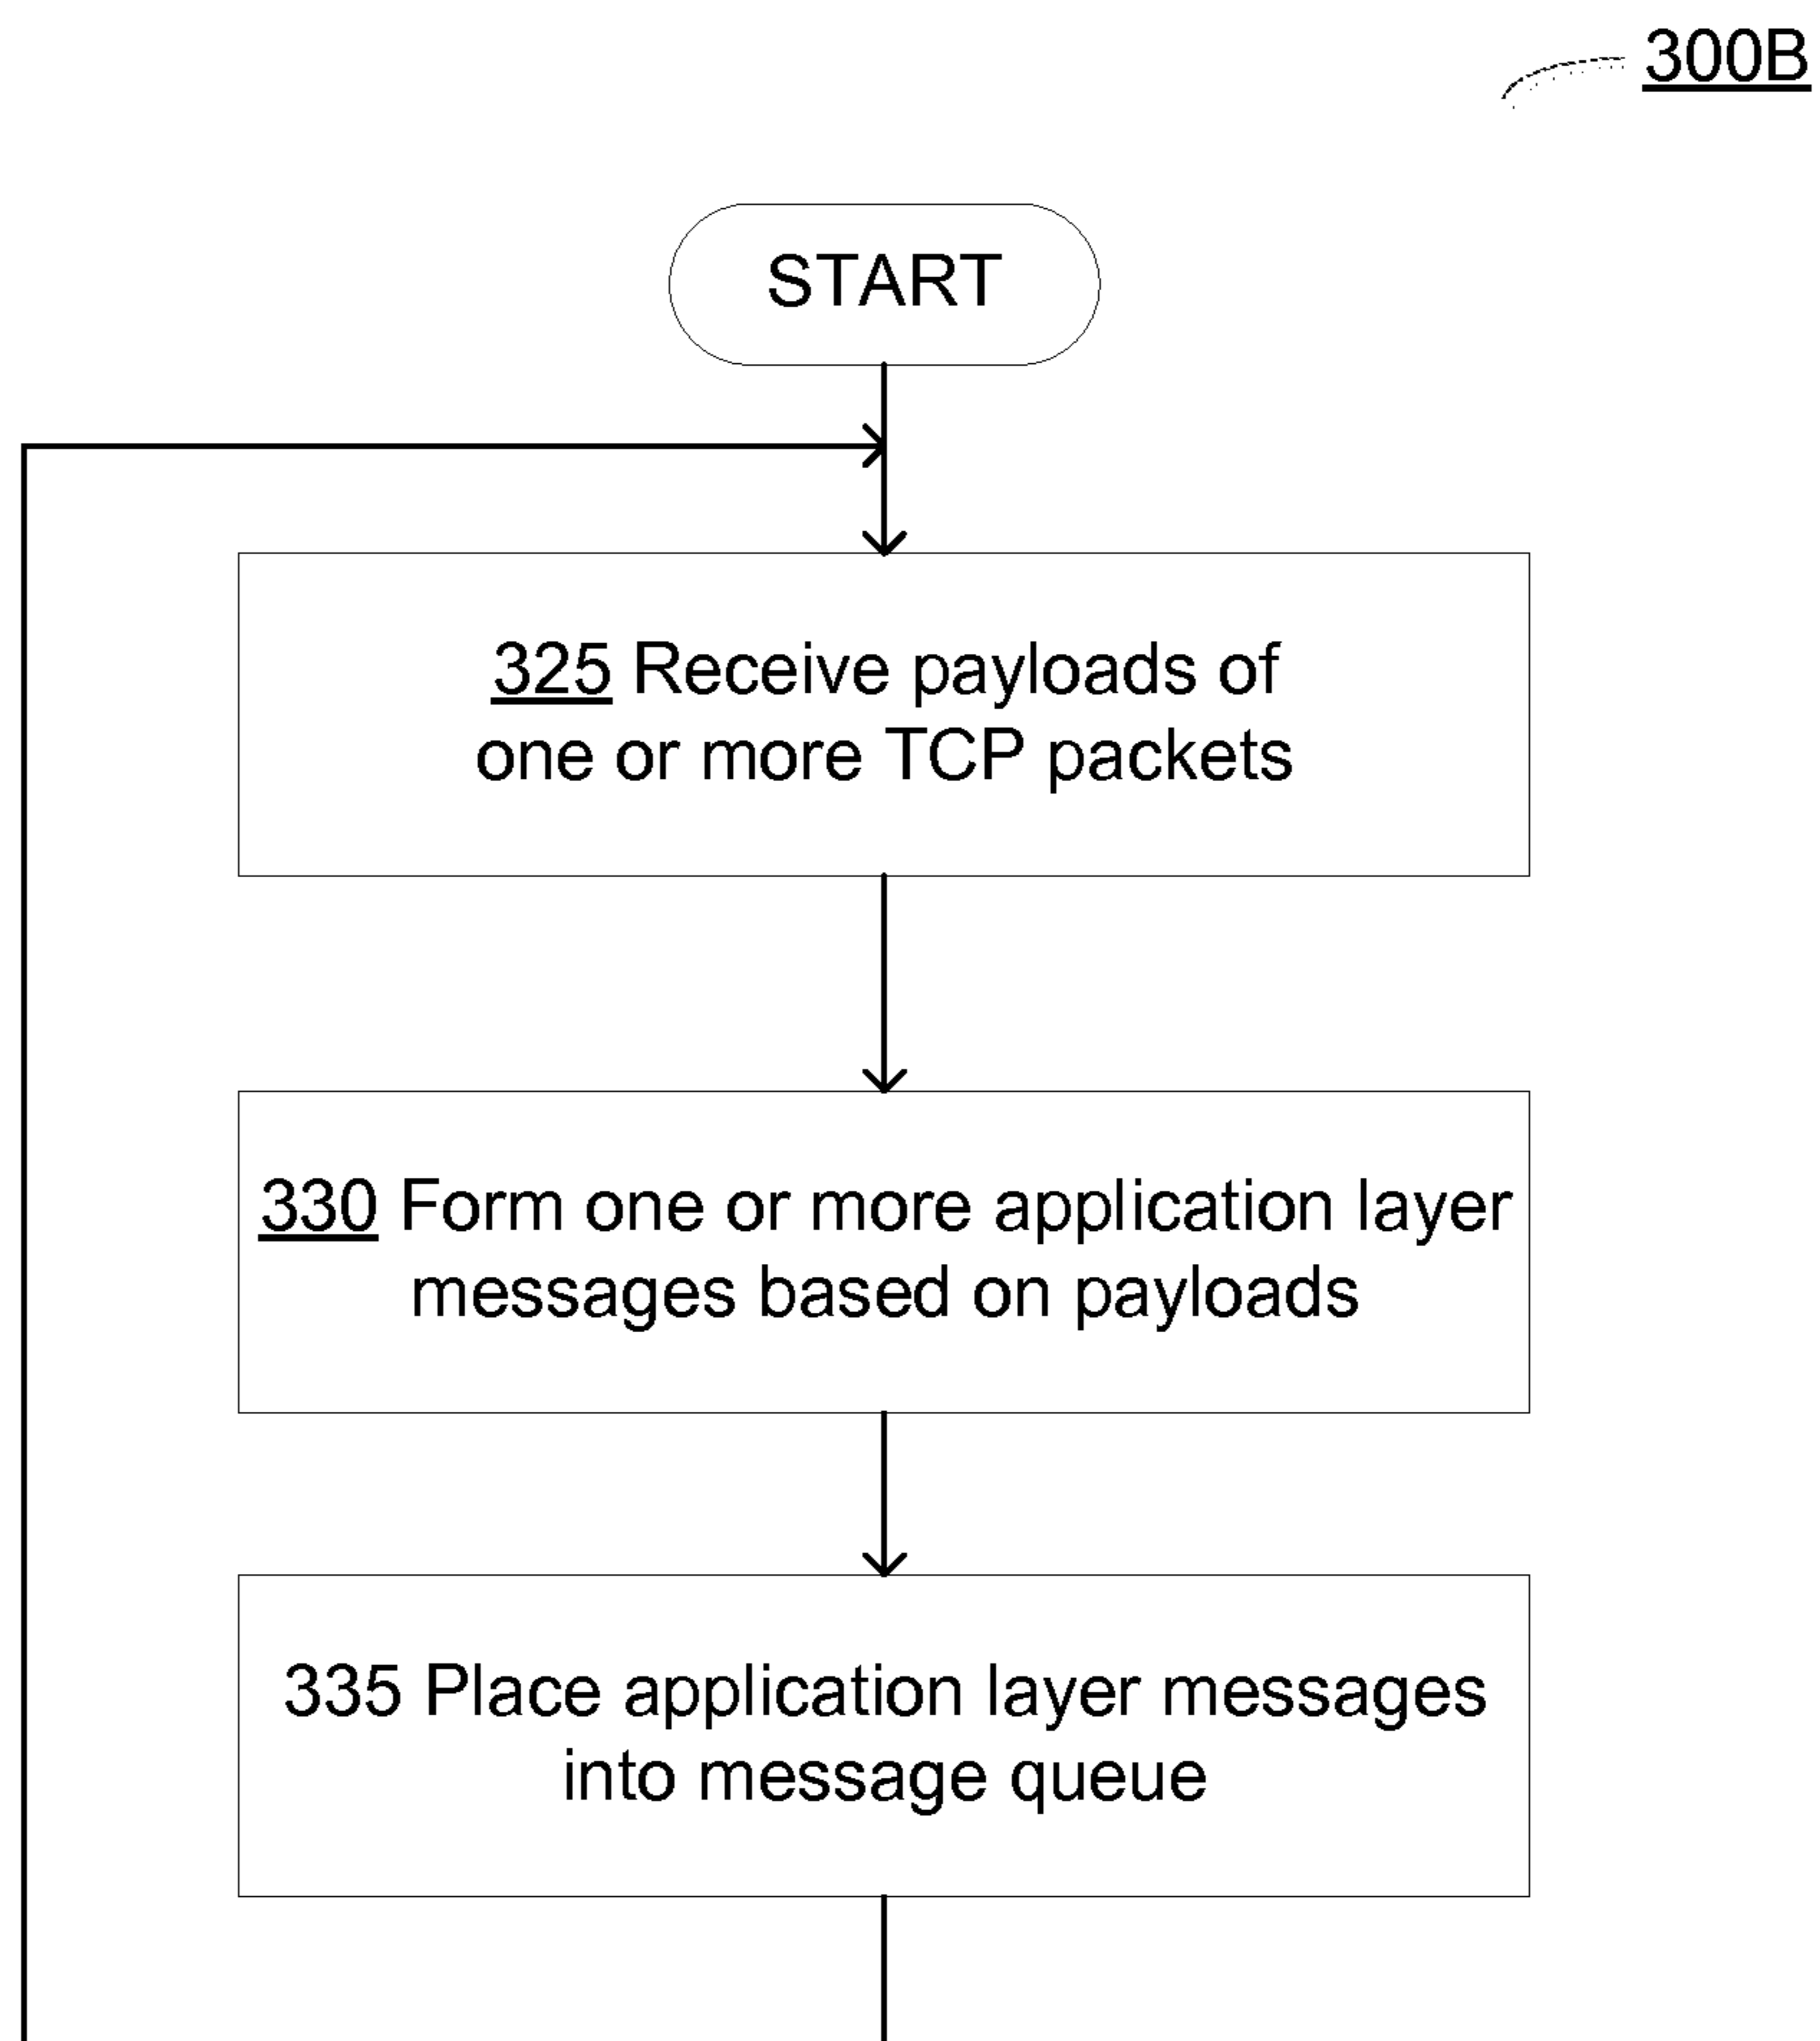 300B
START
325 Receive payloads of
one or more TCP packets
330 Form one or more application layer
messages based on payloads
335 Place application layer messages
into message queue